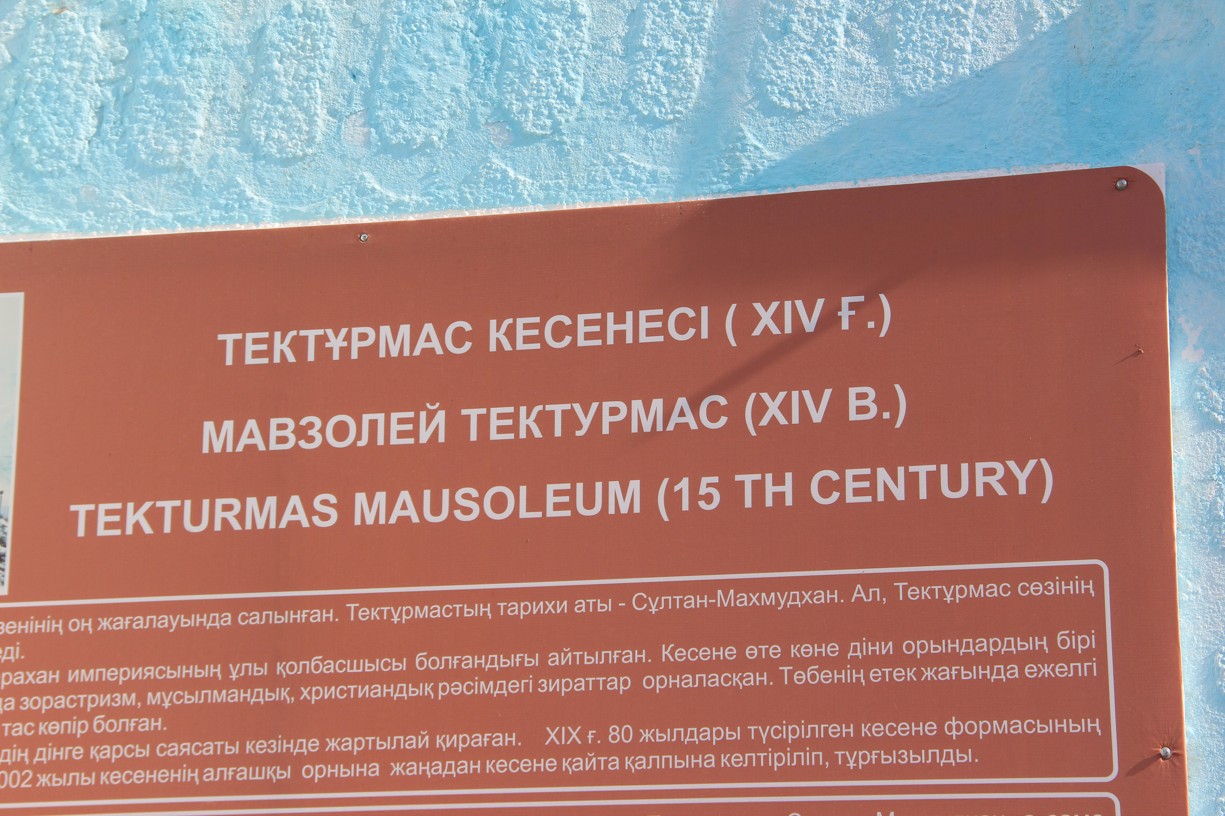 ТЕКТҰРМАС КЕСЕНЕСІ ( XIV Ғ.)
МАВЗОЛЕЙ ТЕКТУРМАС (XIV В.)
TEKTURMAS MAUSOLEUM (15 TH CENTURY)
оң жағалауында салынған. Тектұрмастың тарихи аты - Сұлтан-Махмудхан. Ал, Тектұрмас сөзінің
империясының ұлы қолбасшысы болғандығы айтылған. Кесене өте көне діни орындардың бірі
зорастризм, мұсылмандық, христиандық рәсімдегі зираттар орналасқан. Төбенің етек жағында ежелгі
тас көпір болған.
дінге қарсы саясаты кезінде жартылай қираған. XIX ғ. 80 жылдары түсірілген кесене формасының
жылы кесененің алғашқы орнына жаңадан кесене қайта қалпына келтіріліп, тұрғызылды.